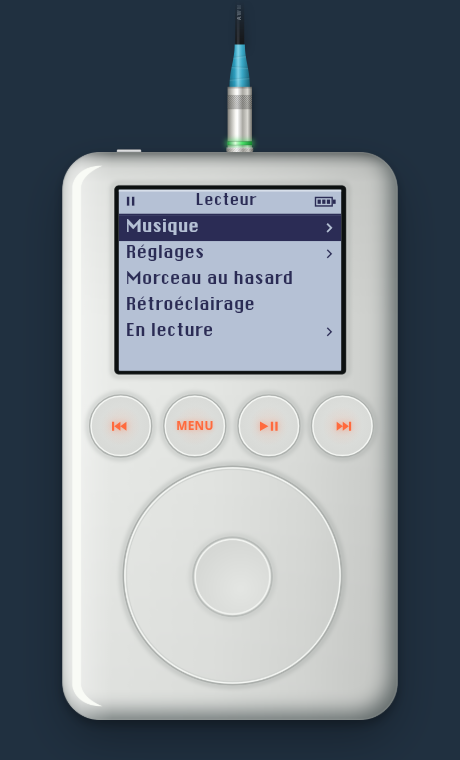 Lecteur
Musique
Réglages
Morceau au hasard
Rétroéclairage
En lecture
MENU